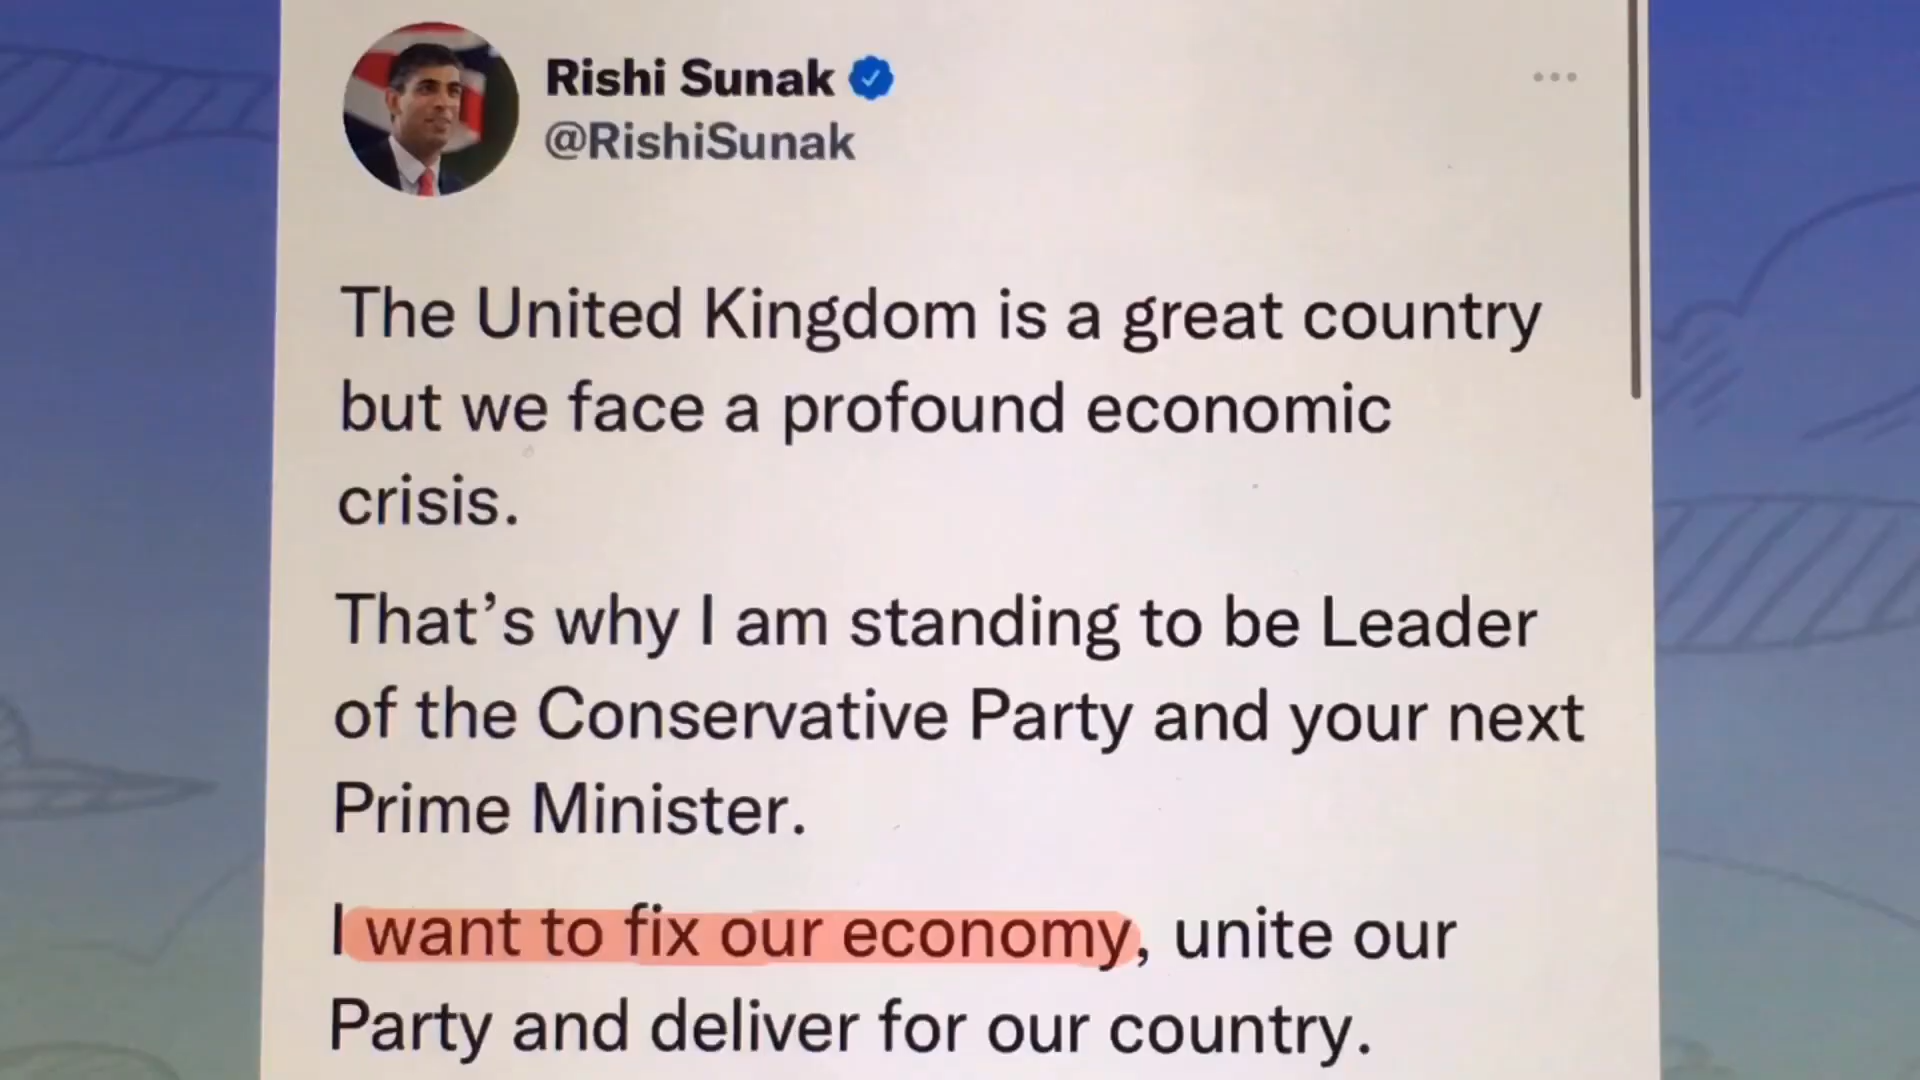 Rishi Sunak
@RishiSunak
The United Kingdom is a great country
but we face a profound economic
crisis.
That’s why I am standing to be Leader
of the Conservative Party and your next
Prime Minister.
I want to fix our economy, unite our
Party and deliver for our country.